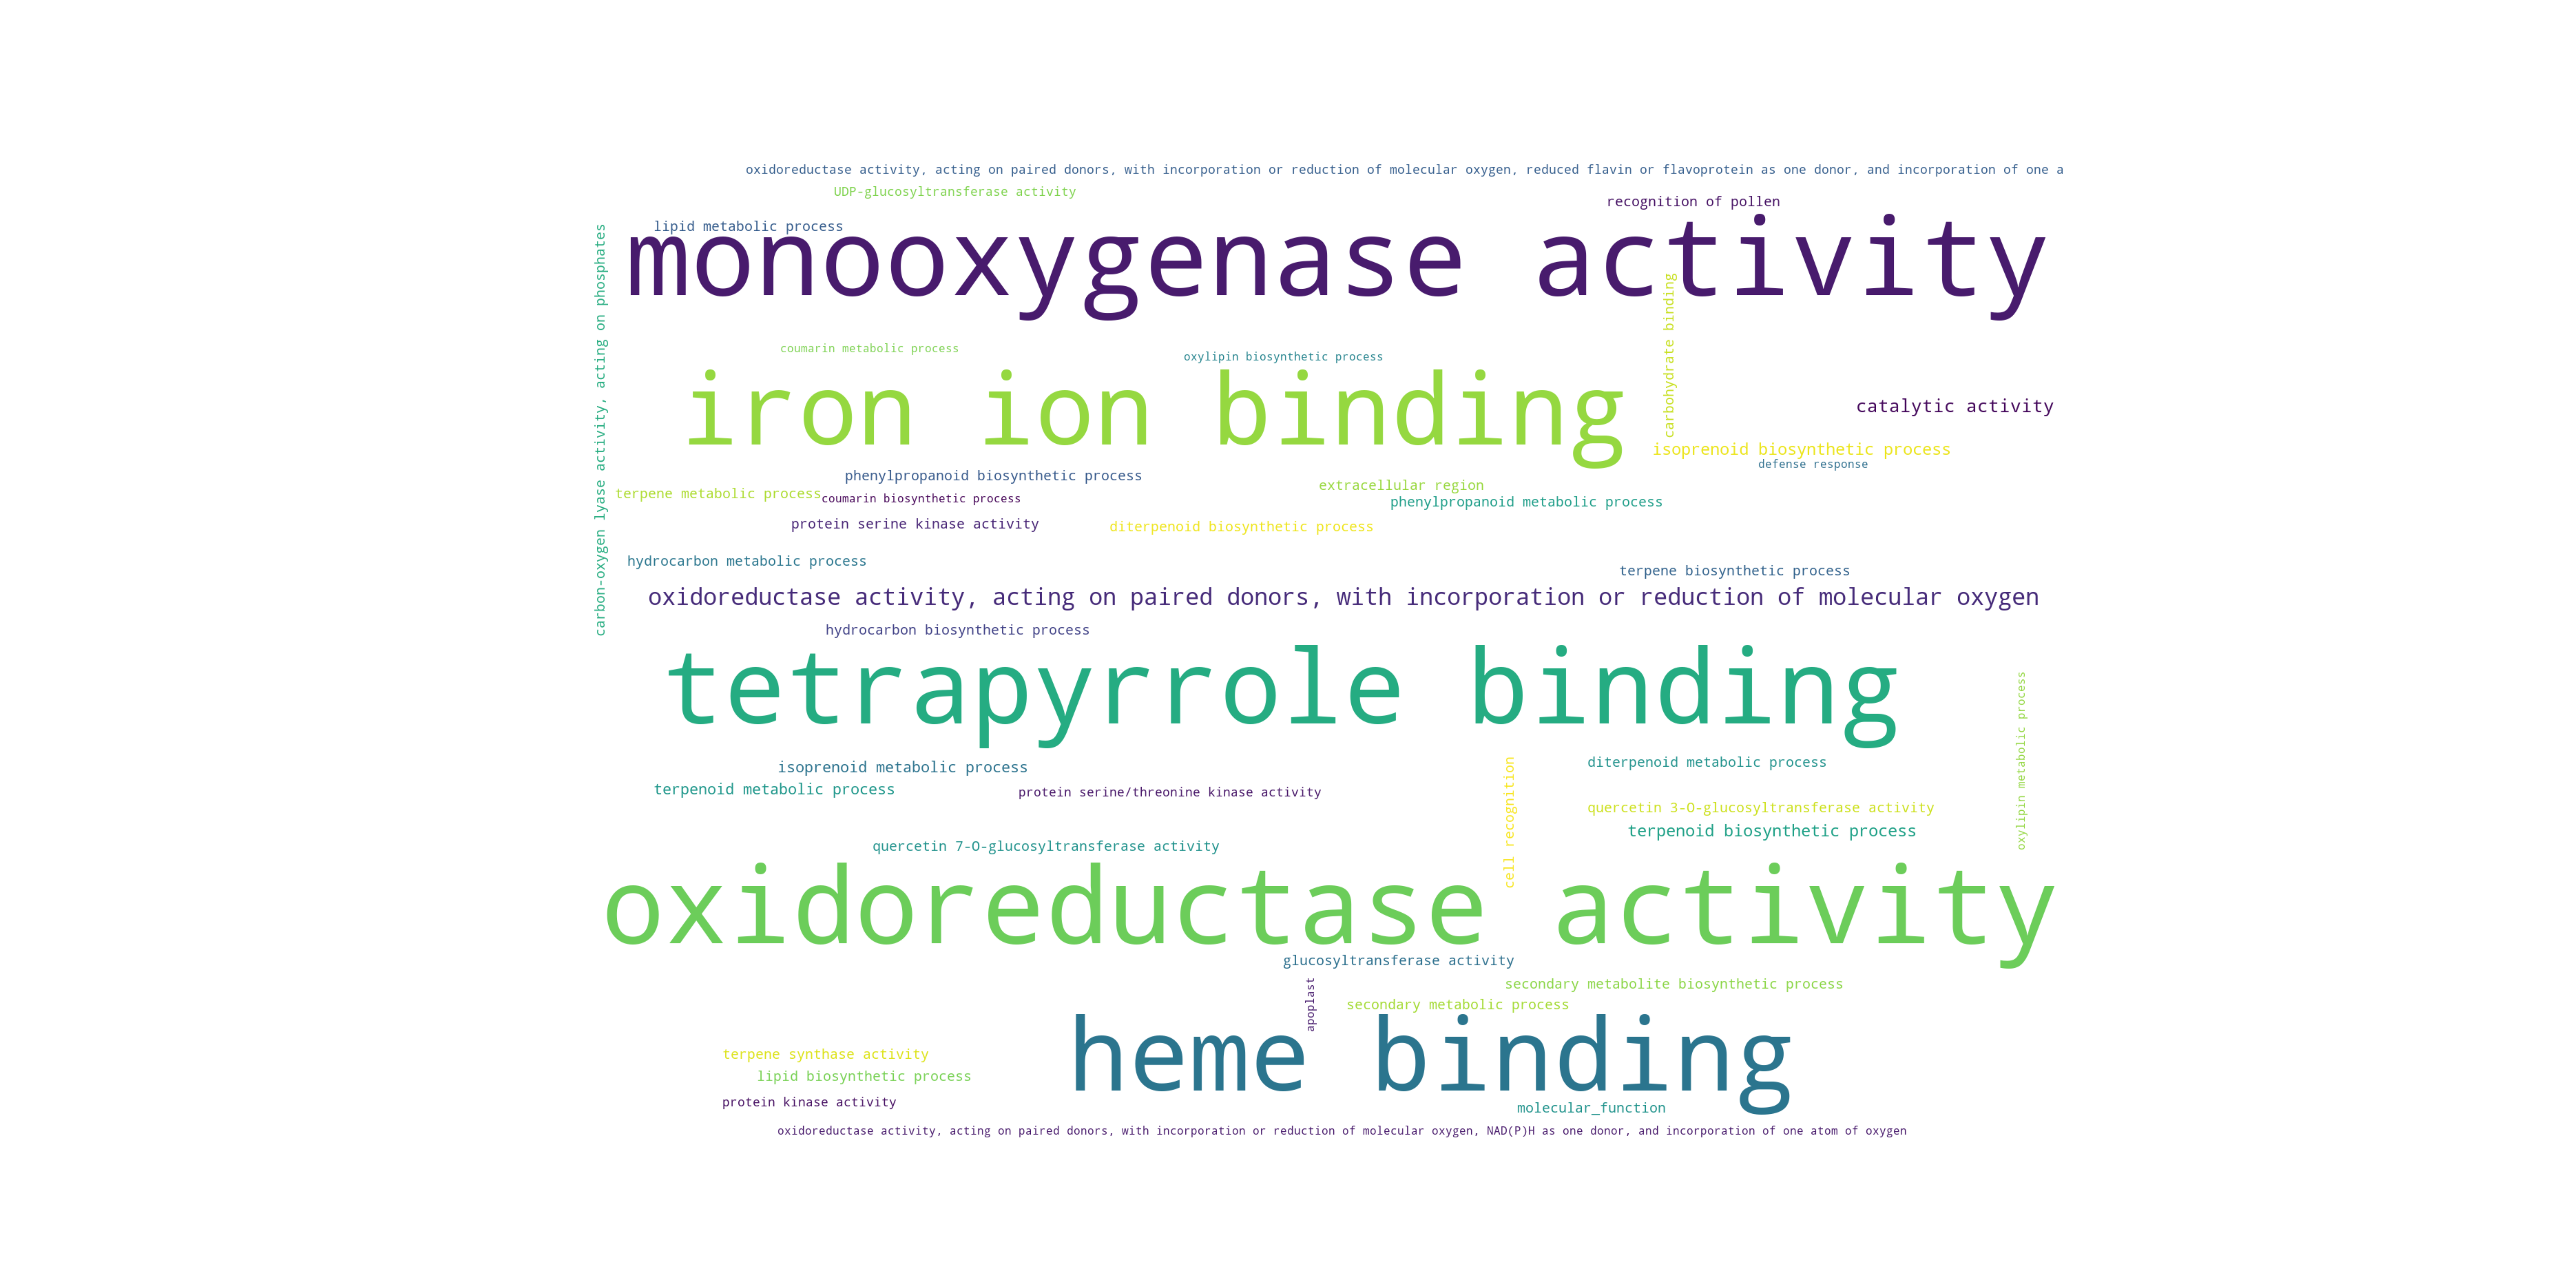 oxidoreductase activity, acting on paired donors, with incorporation or reduction of molecular oxygen, reduced flavin or flavoprotein as one donor, and incorporation of one a
UDP-glucosyltransferase activity
recognition of pollen
lipid metabolic process
carbon-oxygen lyase activity, acting on phosphates
monooxygenase activity
carbohydrate binding
coumarin metabolic process
oxylipin biosynthetic process
iron ion binding
catalytic activity
isoprenoid biosynthetic process
defense response
phenylpropanoid biosynthetic process
extracellular region
terpene metabolic process
coumarin biosynthetic process
phenylpropanoid metabolic process
protein serine kinase activity
diterpenoid biosynthetic process
hydrocarbon metabolic process
terpene biosynthetic process
oxidoreductase activity, acting on paired donors, with incorporation or reduction of molecular oxygen
hydrocarbon biosynthetic process
tetrapyrrole binding
oxylipin metabolic process
isoprenoid metabolic process
diterpenoid metabolic process
cell recognition
terpenoid metabolic process
protein serine/threonine kinase activity
quercetin 3-O-glucosyltransferase activity
terpenoid biosynthetic process
quercetin 7-O-glucosyltransferase activity
oxidoreductase activity
glucosyltransferase activity
apoplast
secondary metabolite biosynthetic process
secondary metabolic process
heme binding
terpene synthase activity
lipid biosynthetic process
protein kinase activity
molecular_function
oxidoreductase activity, acting on paired donors, with incorporation or reduction of molecular oxygen, NAD(P)H as one donor, and incorporation of one atom of oxygen